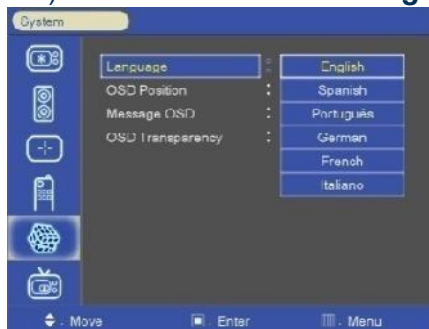 System
Language : English
OSD Position : Spanish
Message OSD : Português
OSD Transparency : German
French
Italiano
Move Enter Menu